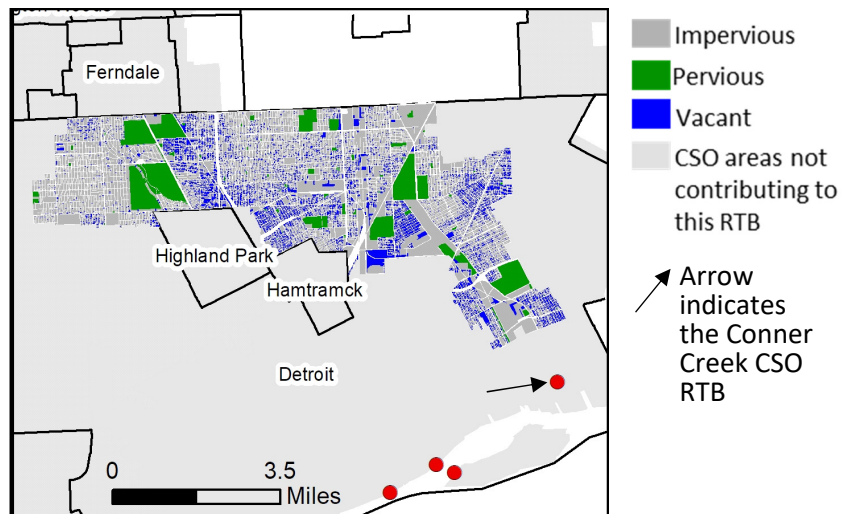 Ferndale
Highland Park
Hamtramck
Detroit
0 3.5
Miles
Impervious
Pervious
Vacant
CSO areas not
contributing to
this RTB
Arrow
indicates
the Conner
Creek CSO
RTB